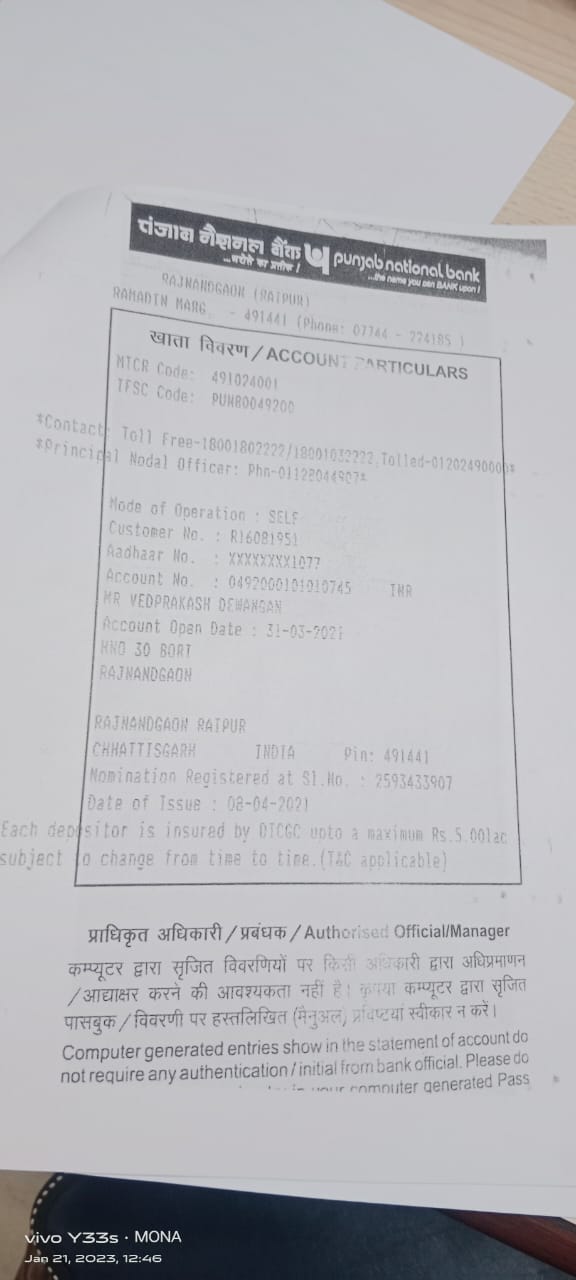 पंजाब नैशनल बैंक punjab national bank
...भरोसे का प्रतीक ! ...the name you can BANK upon !
RAJNANDGAON (RAIPUR)
RAMADIN MARG, - 491441 (Phone: 07744 - 224185 )
खाता विवरण / ACCOUNT PARTICULARS
MICR Code: 491024001
IFSC Code: PUNB0049200
*Contact: Toll Free-18001802222/18001032222,Tolled-01202490000*
*Principal Nodal Officer: Phn-01128044907*
Mode of Operation : SELF
Customer No. : R16081951
Aadhaar No. : XXXXXXXX1077
Account No. : 0492000101010745 INR
MR VEDPRAKASH DEWANGAN
Account Open Date : 31-03-2021
HNO 30 BORI
RAJNANDGAON
RAJNANDGAON RAIPUR
CHHATTISGARH INDIA Pin: 491441
Nomination Registered at Sl.No. : 2593433907
Date of Issue : 08-04-2021
Each depositor is insured by DICGC upto a maximum Rs.5.00lac
subject to change from time to time.(T&C applicable)
प्राधिकृत अधिकारी / प्रबंधक / Authorised Official/Manager
कम्प्यूटर द्वारा सृजित विवरणियों पर किसी अधिकारी द्वारा अधिप्रमाणन
/ आद्याक्षर करने की आवश्यकता नहीं है। कृपया कम्प्यूटर द्वारा सृजित
पासबुक / विवरणी पर हस्तलिखित (मैनुअल) प्रविष्टियां स्वीकार न करें।
Computer generated entries show in the statement of account do
not require any authentication / initial from bank official. Please do
in your computer generated Pass
vivo Y33s · MONA
Jan 21, 2023, 12:46